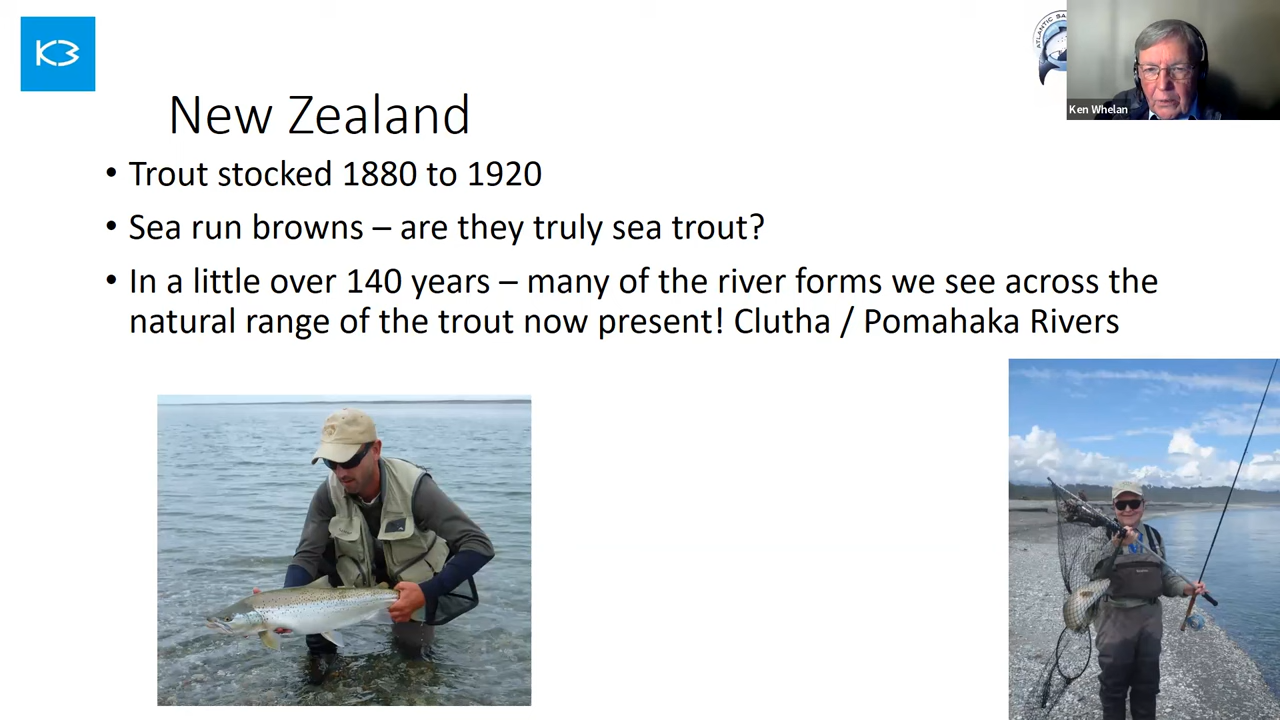 K3
ATLANTIC SA
Ken Whelan
New Zealand
• Trout stocked 1880 to 1920
• Sea run browns – are they truly sea trout?
• In a little over 140 years – many of the river forms we see across the
natural range of the trout now present! Clutha / Pomahaka Rivers